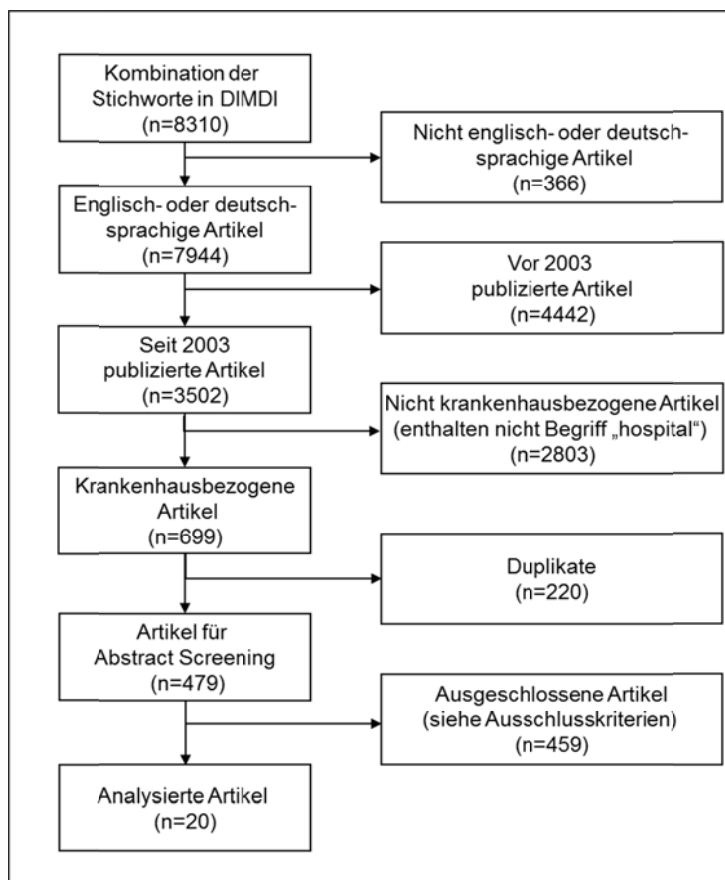 Kombination der
Stichworte in DIMDI
(n=8310)
Nicht englisch- oder deutsch-
sprachige Artikel
(n=366)
Englisch- oder deutsch-
sprachige Artikel
(n=7944)
Vor 2003
publizierte Artikel
(n=4442)
Seit 2003
publizierte Artikel
(n=3502)
Nicht krankenhausbezogene Artikel
(enthalten nicht Begriff „hospital“)
(n=2803)
Krankenhausbezogene
Artikel
(n=699)
Duplikate
(n=220)
Artikel für
Abstract Screening
(n=479)
Ausgeschlossene Artikel
(siehe Ausschlusskriterien)
(n=459)
Analysierte Artikel
(n=20)